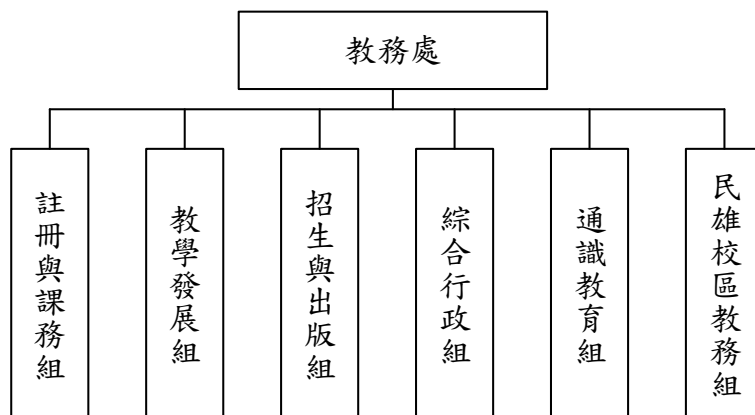 教務處
註冊與課務組
教學發展組
招生與出版組
綜合行政組
通識教育組
民雄校區教務組